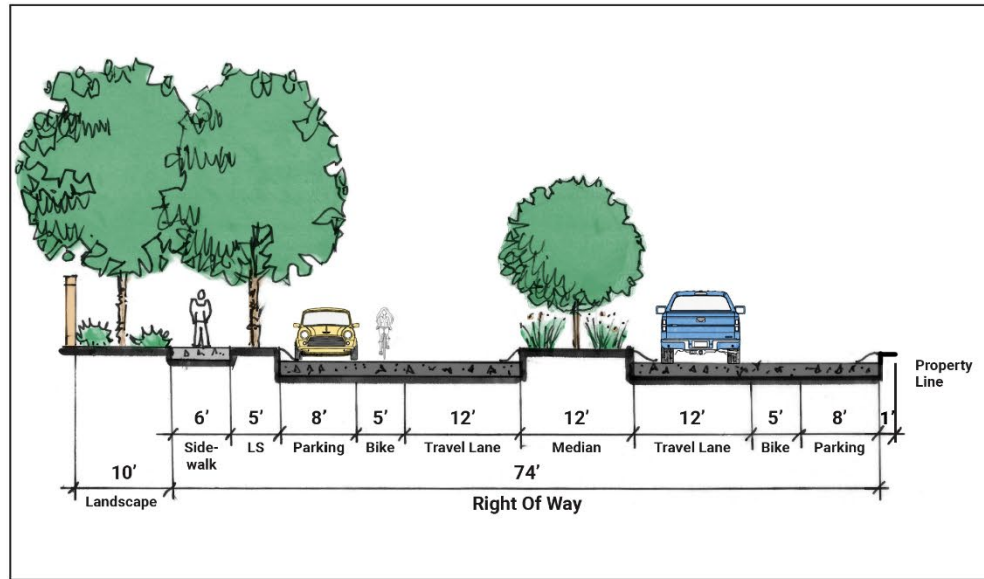 Property
Line
6’ 5’ 8’ 5’ 12’ 12’ 12’ 5’ 8’ 1’
Side-
walk
LS Parking Bike Travel Lane Median Travel Lane Bike Parking
10’ 74’
Landscape Right Of Way